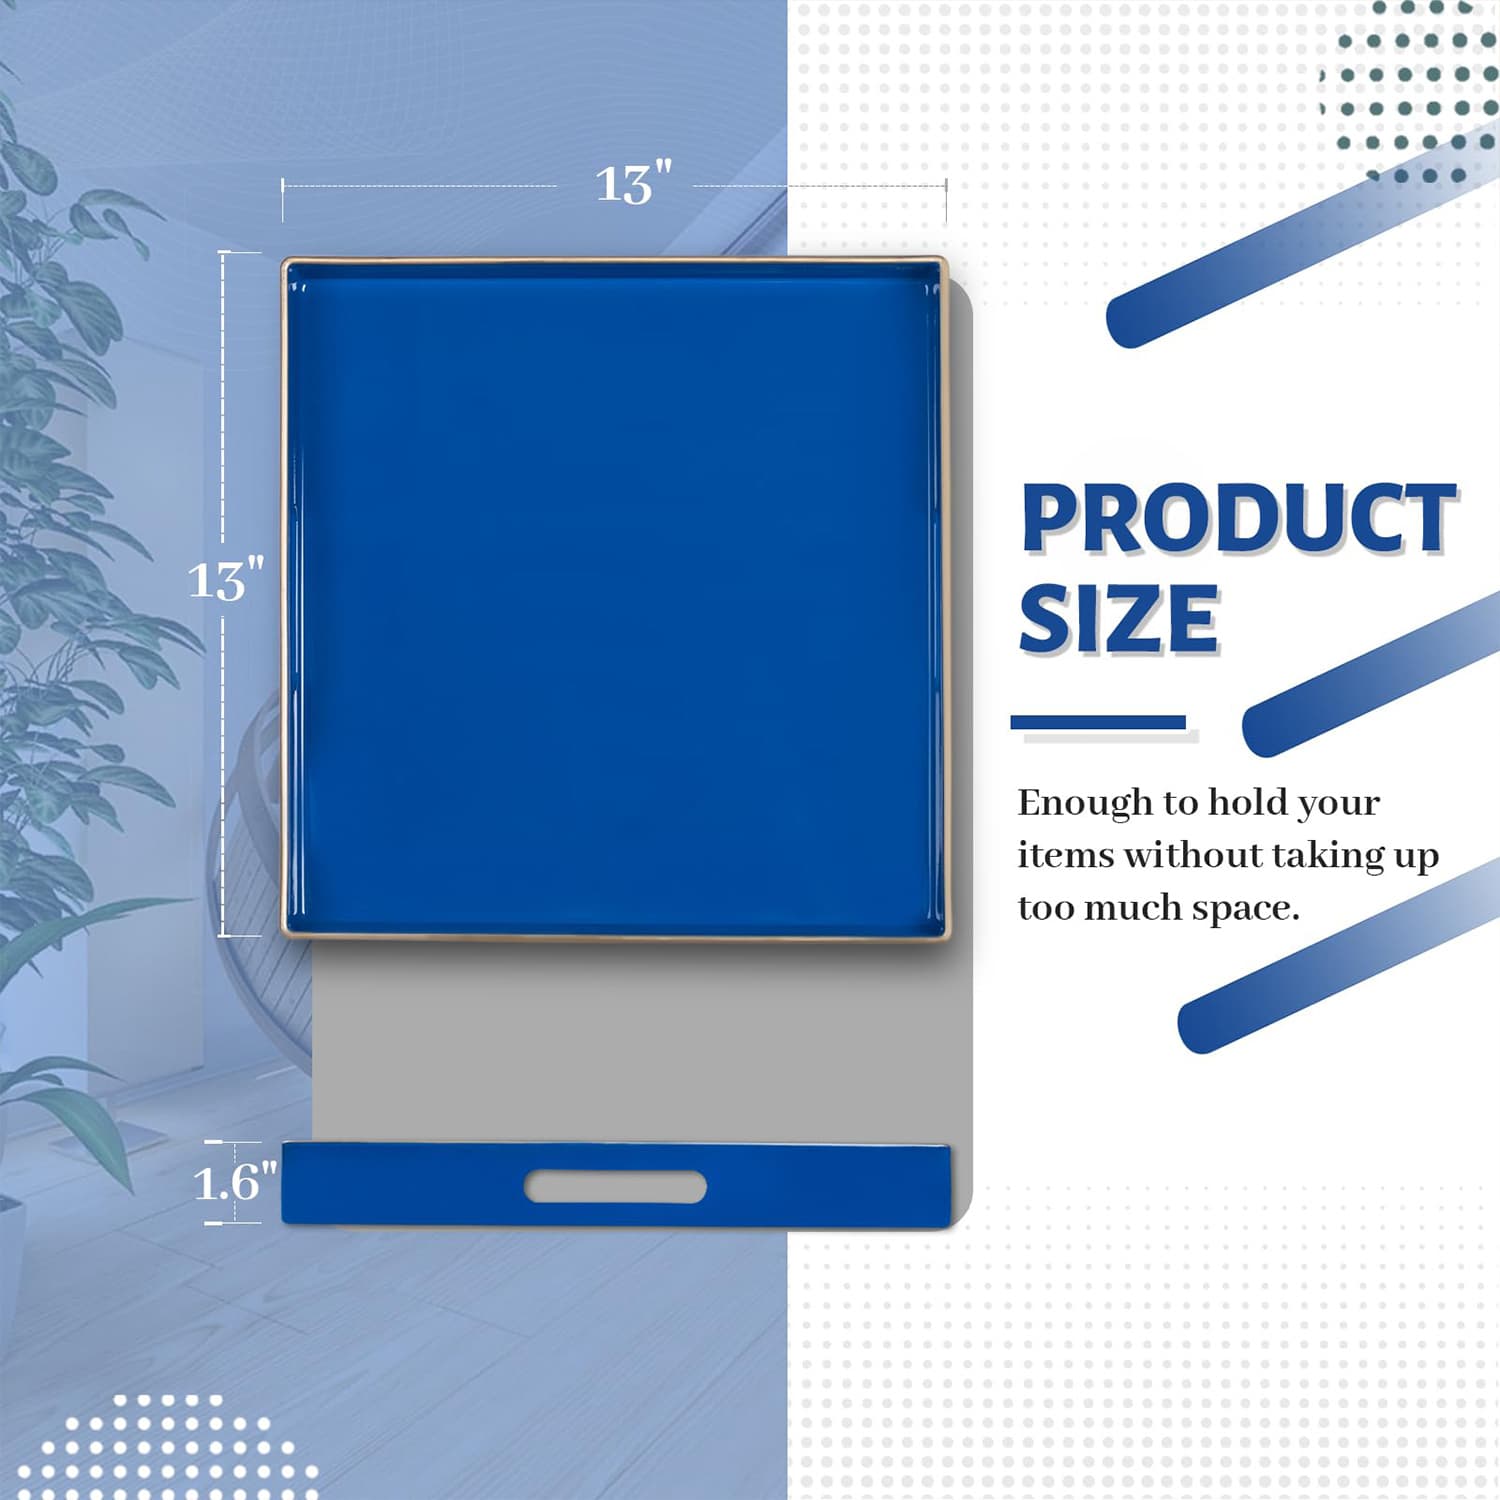 13"
13"
PRODUCT
SIZE
Enough to hold your
items without taking up
too much space.
1.6"